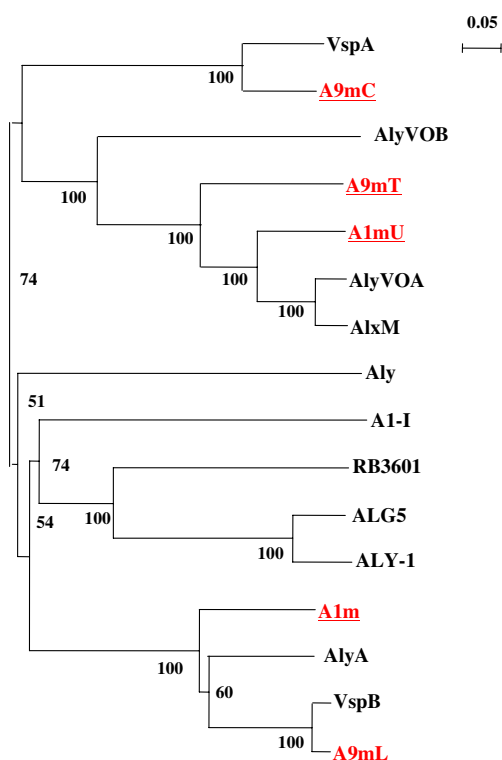 0.05
VspA
100
A9mC
AlyVOB
100
A9mT
100
A1mU
100
AlyVOA
74
100
AlxM
Aly
51
A1-I
74
RB3601
54
100
ALG5
100
ALY-1
A1m
100
AlyA
60
VspB
100
A9mL